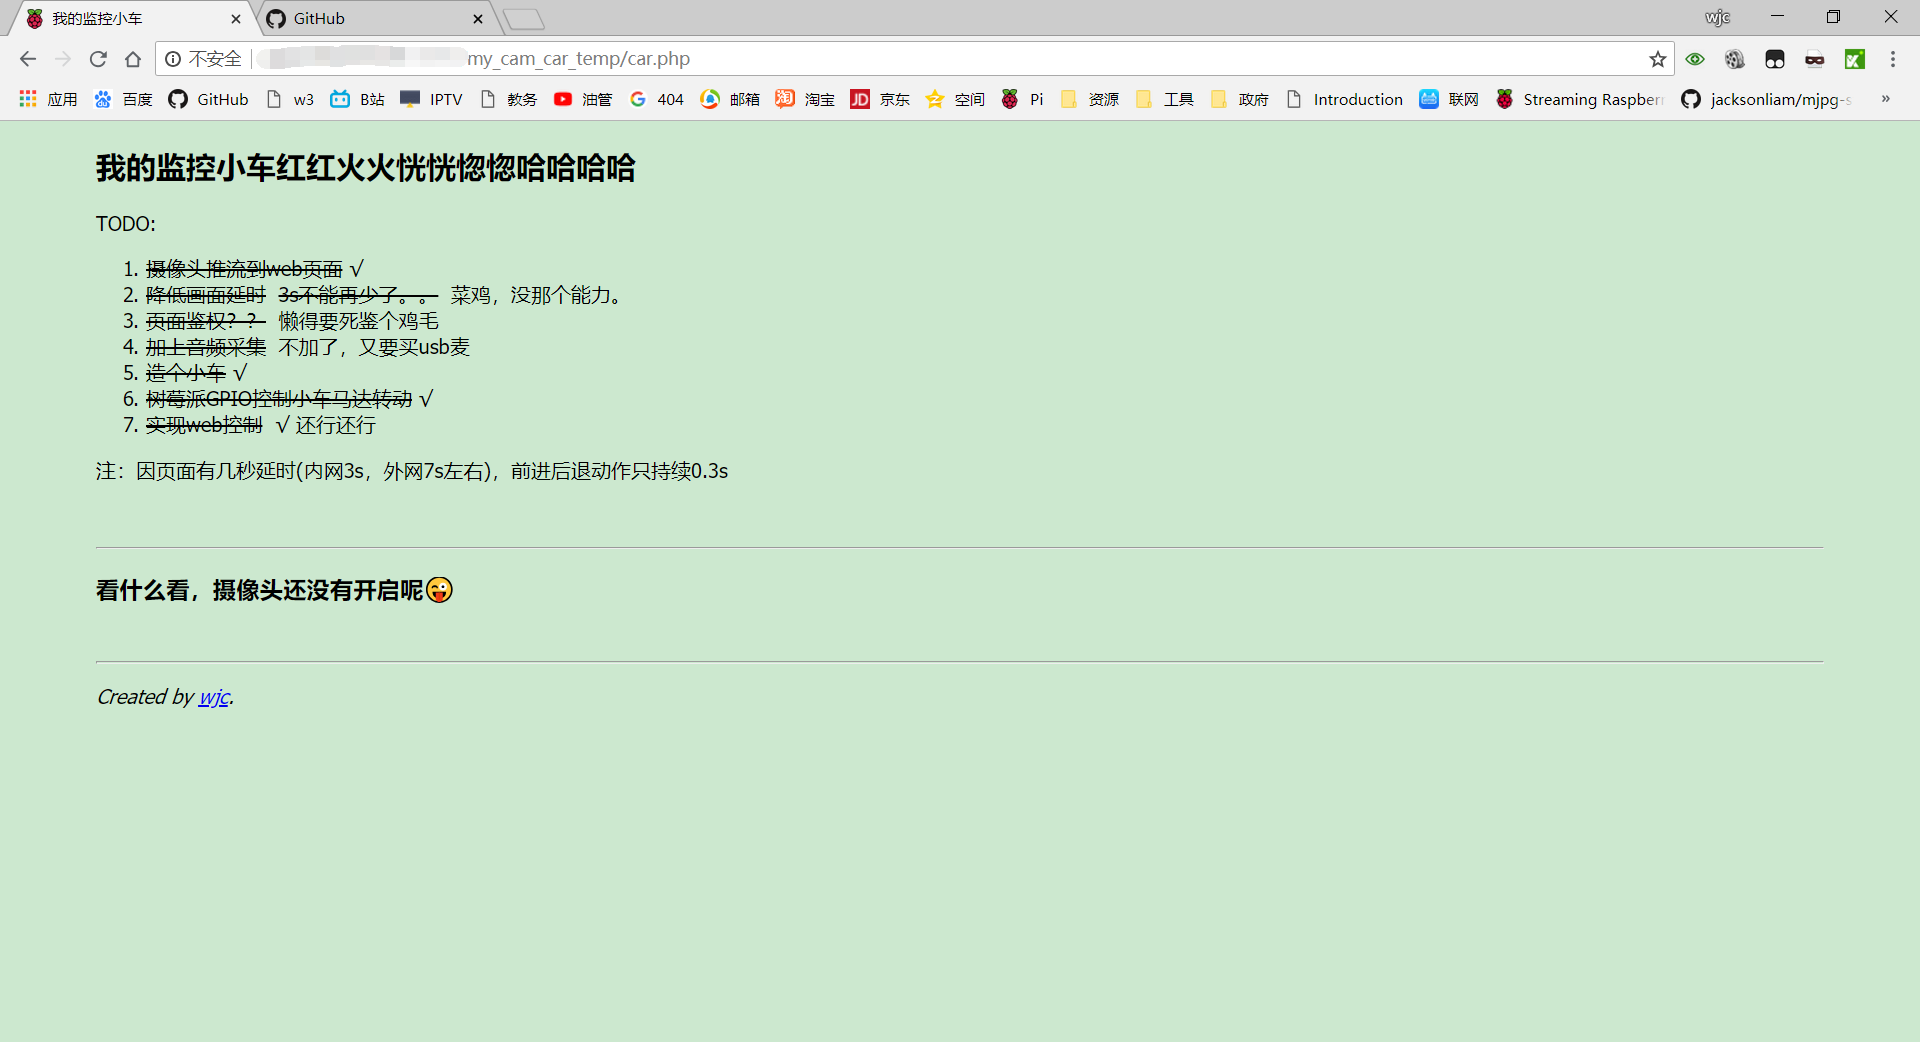 我的监控小车
GitHub
wjc
不安全
my_cam_car_temp/car.php
应用 百度 GitHub w3 B站 IPTV 教务 油管 404 邮箱 淘宝 JD 京东 空间 Pi 资源 工具 政府 Introduction 联网 Streaming Raspberr jacksonliam/mjpg-s »
我的监控小车红红火火恍恍惚惚哈哈哈哈
TODO:
1. 摄像头推流到web页面 √
2. 降低画面延时 3s不能再少了。。 菜鸡，没那个能力。
3. 页面鉴权？？ 懒得要死鉴个鸡毛
4. 加上音频采集 不加了，又要买usb麦
5. 造个小车 √
6. 树莓派GPIO控制小车马达转动 √
7. 实现web控制 √ 还行还行
注：因页面有几秒延时(内网3s，外网7s左右)，前进后退动作只持续0.3s
看什么看，摄像头还没有开启呢😜
Created by wjc.